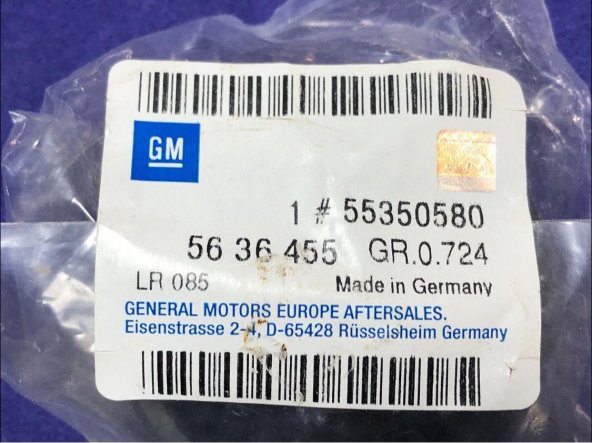 GM
1 # 55350580
56 36 455 GR.0.724
LR 085 Made in Germany
GENERAL MOTORS EUROPE AFTERSALES.
Eisenstrasse 2-4, D-65428 Rüsselsheim Germany